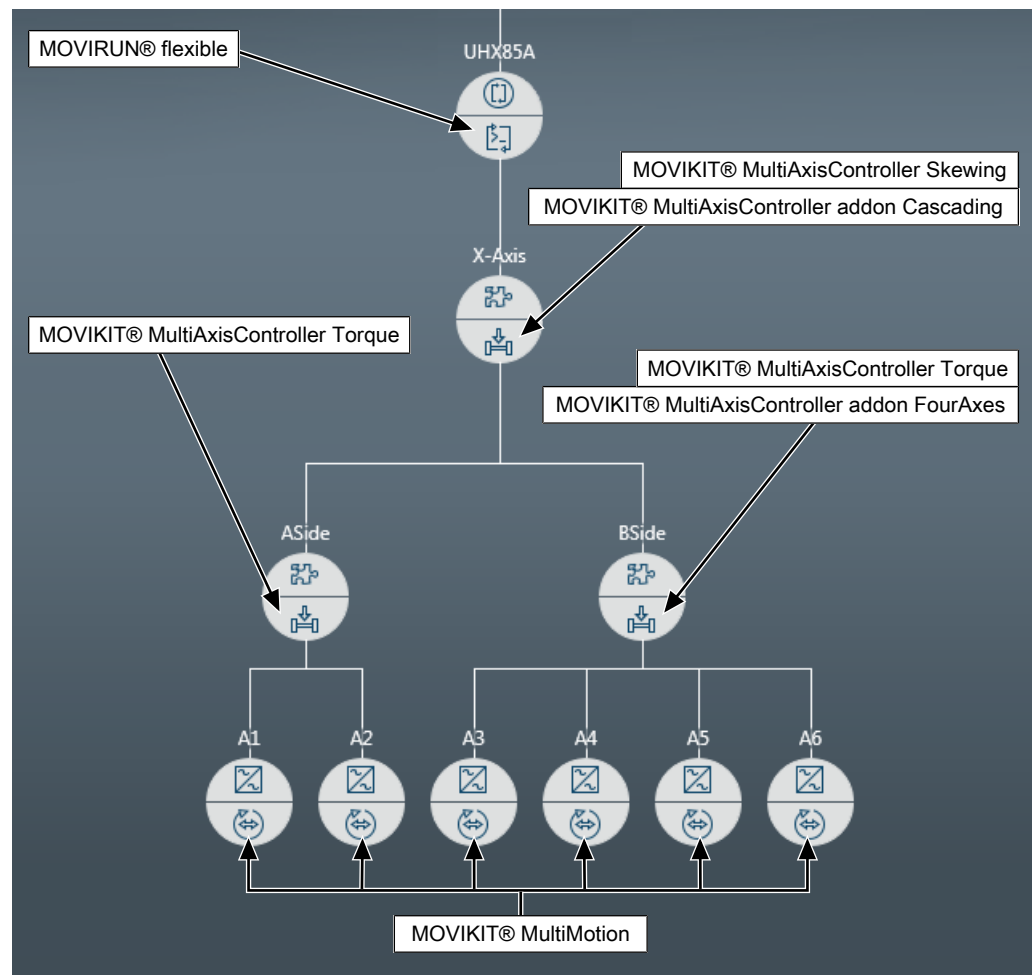 MOVIRUN® flexible
UHX85A
MOVIKIT® MultiAxisController Skewing
MOVIKIT® MultiAxisController addon Cascading
X-Axis
MOVIKIT® MultiAxisController Torque
MOVIKIT® MultiAxisController Torque
MOVIKIT® MultiAxisController addon FourAxes
ASide
BSide
A1
A2
A3
A4
A5
A6
MOVIKIT® MultiMotion